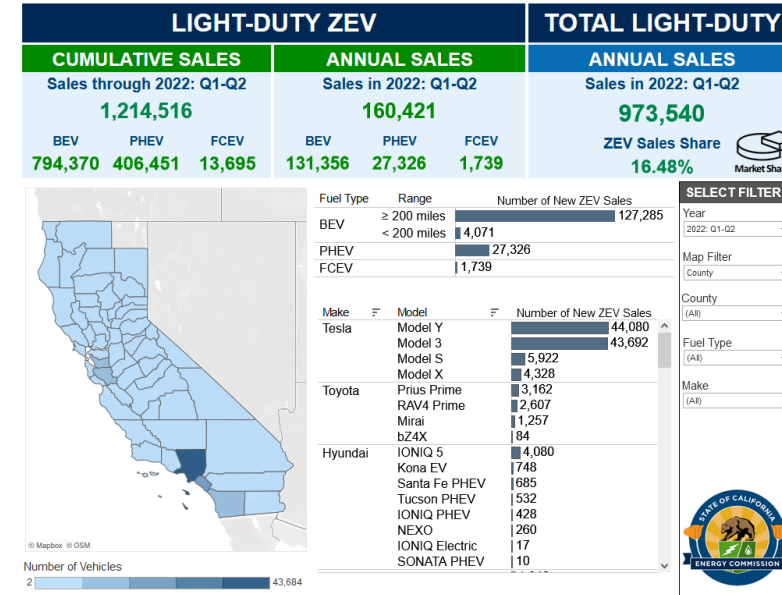 LIGHT-DUTY ZEV
TOTAL LIGHT-DUTY
CUMULATIVE SALES
ANNUAL SALES
ANNUAL SALES
Sales through 2022: Q1-Q2
Sales in 2022: Q1-Q2
Sales in 2022: Q1-Q2
1,214,516
160,421
973,540
BEV PHEV FCEV
BEV PHEV FCEV
ZEV Sales Share
794,370 406,451 13,695
131,356 27,326 1,739
16.48%
Market Sha
Fuel Type Range Number of New ZEV Sales
BEV
≥ 200 miles 127,285
< 200 miles 4,071
PHEV 27,326
FCEV 1,739
Make Model Number of New ZEV Sales
Tesla Model Y 44,080
Model 3 43,692
Model S 5,922
Model X 4,328
Toyota Prius Prime 3,162
RAV4 Prime 2,607
Mirai 1,257
bZ4X 84
Hyundai IONIQ 5 4,080
Kona EV 748
Santa Fe PHEV 685
Tucson PHEV 532
IONIQ PHEV 428
NEXO 260
IONIQ Electric 17
SONATA PHEV 10
SELECT FILTER
Year
2022: Q1-Q2
Map Filter
County
County
(All)
Fuel Type
(All)
Make
(All)
STATE OF CALIFORNIA
ENERGY COMMISSION
© Mapbox © OSM
Number of Vehicles
2 43,684